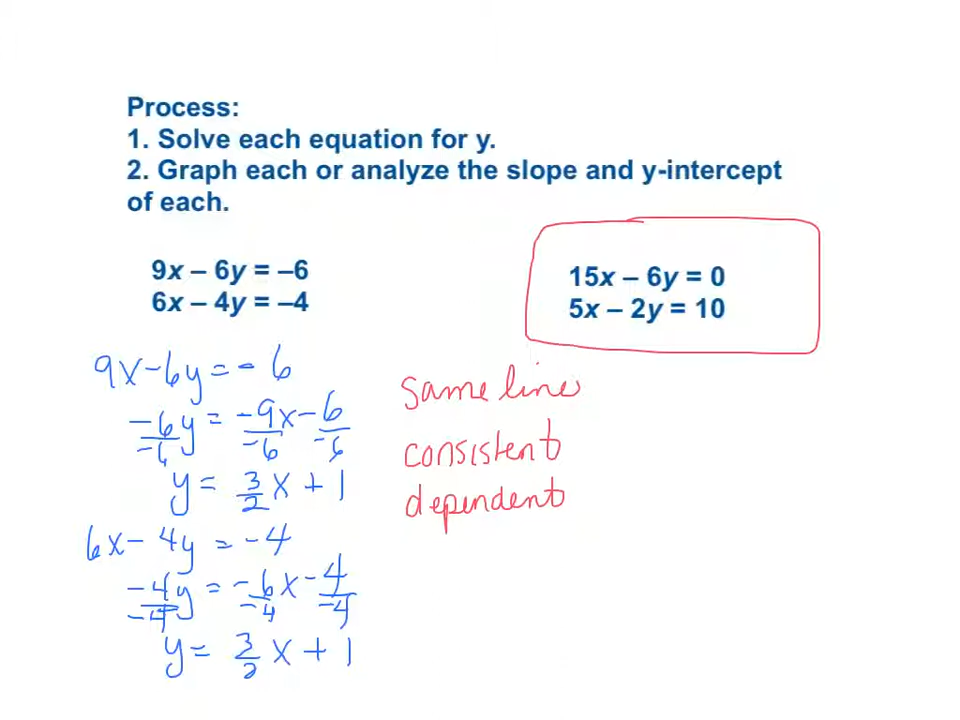 Process:
1. Solve each equation for y.
2. Graph each or analyze the slope and y-intercept
of each.
9x – 6y = –6
6x – 4y = –4
15x – 6y = 0
5x – 2y = 10
9x-6y = -6
-6y/-6 = -9x/-6 - 6/-6
y = 3/2 x + 1
6x - 4y = -4
-4y/-4 = -6x/-4 - 4/-4
y = 3/2 x + 1
same line
consistent
dependent